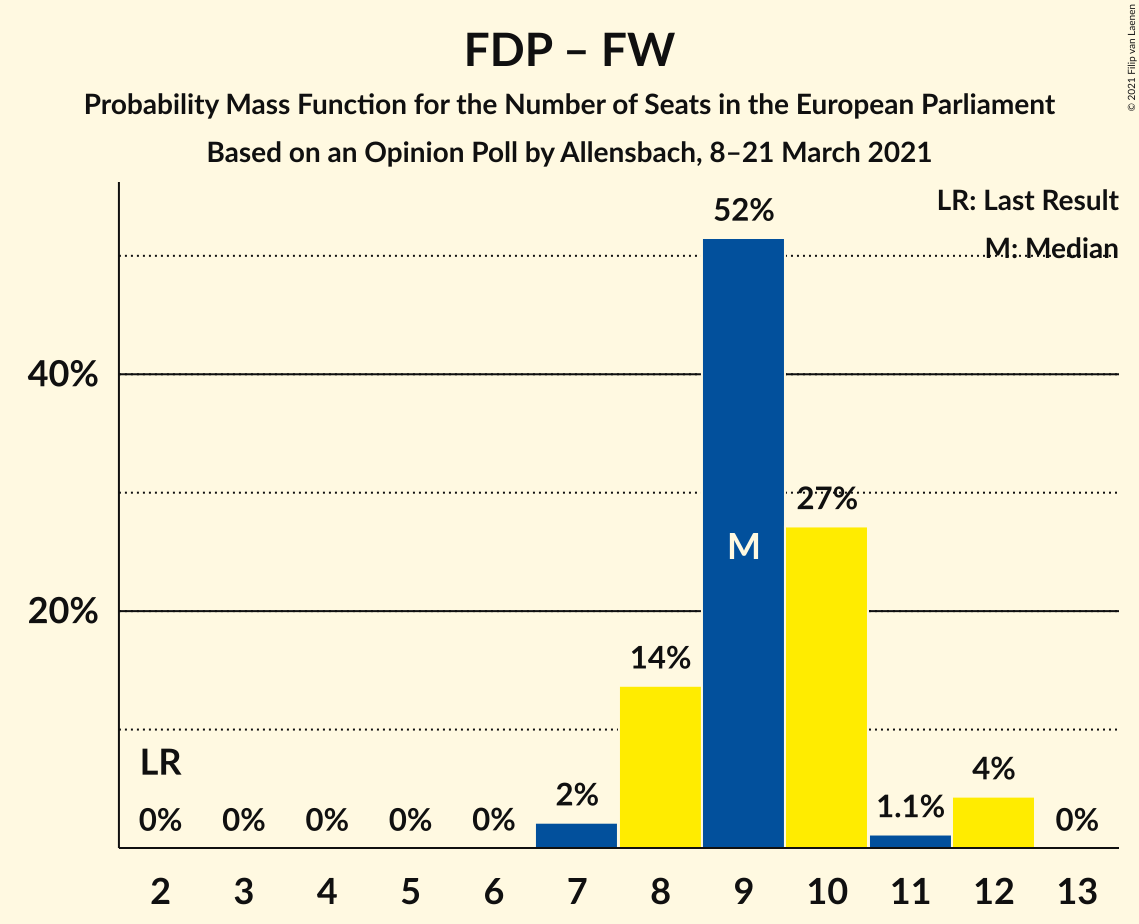 © 2021 Filip van Laenen
FDP – FW
Probability Mass Function for the Number of Seats in the European Parliament
Based on an Opinion Poll by Allensbach, 8–21 March 2021
LR: Last Result
M: Median
52%
40%
27%
M
20%
14%
LR
4%
2%
1.1%
0% 0% 0% 0% 0% 0%
2 3 4 5 6 7 8 9 10 11 12 13